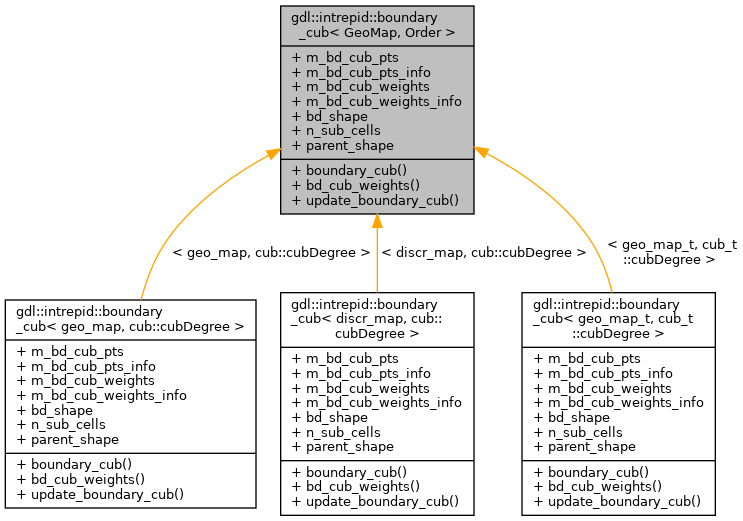 gdl::intrepid::boundary
_cub< GeoMap, Order >
+ m_bd_cub_pts
+ m_bd_cub_pts_info
+ m_bd_cub_weights
+ m_bd_cub_weights_info
+ bd_shape
+ n_sub_cells
+ parent_shape
+ boundary_cub()
+ bd_cub_weights()
+ update_boundary_cub()
< geo_map, cub::cubDegree >
< discr_map, cub::cubDegree >
< geo_map_t, cub_t
::cubDegree >
gdl::intrepid::boundary
_cub< geo_map, cub::cubDegree >
+ m_bd_cub_pts
+ m_bd_cub_pts_info
+ m_bd_cub_weights
+ m_bd_cub_weights_info
+ bd_shape
+ n_sub_cells
+ parent_shape
+ boundary_cub()
+ bd_cub_weights()
+ update_boundary_cub()
gdl::intrepid::boundary
_cub< discr_map, cub::
cubDegree >
+ m_bd_cub_pts
+ m_bd_cub_pts_info
+ m_bd_cub_weights
+ m_bd_cub_weights_info
+ bd_shape
+ n_sub_cells
+ parent_shape
+ boundary_cub()
+ bd_cub_weights()
+ update_boundary_cub()
gdl::intrepid::boundary
_cub< geo_map_t, cub_t
::cubDegree >
+ m_bd_cub_pts
+ m_bd_cub_pts_info
+ m_bd_cub_weights
+ m_bd_cub_weights_info
+ bd_shape
+ n_sub_cells
+ parent_shape
+ boundary_cub()
+ bd_cub_weights()
+ update_boundary_cub()